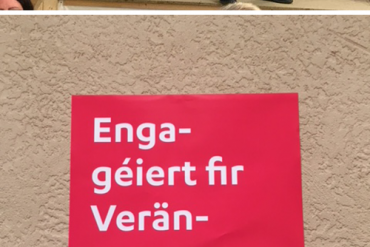 Enga-
géiert fir
Verän-